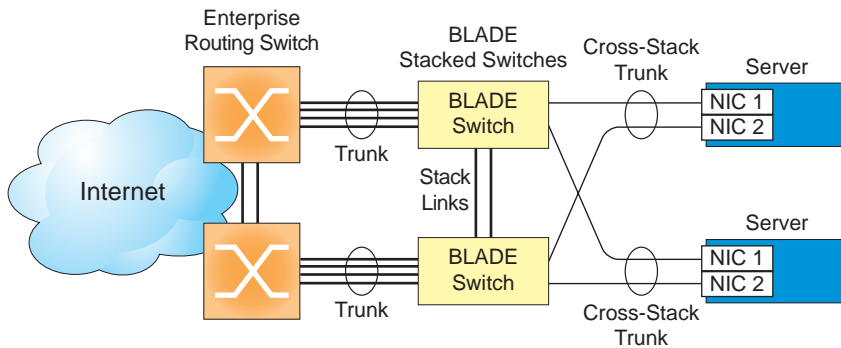 Enterprise
Routing Switch
BLADE
Stacked Switches
Cross-Stack
Trunk
Server
BLADE
Switch
NIC 1
NIC 2
Trunk
Internet
Stack
Links
Server
BLADE
Switch
NIC 1
NIC 2
Trunk
Cross-Stack
Trunk